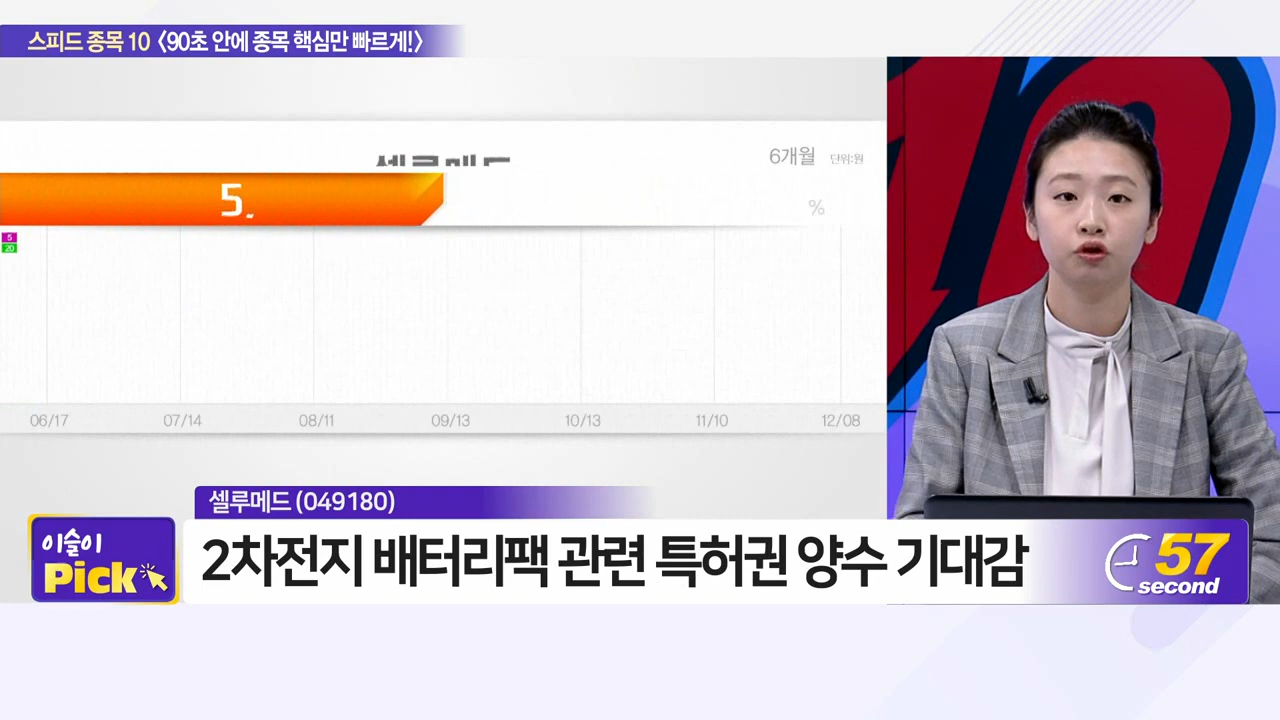 스피드 종목 10 〈90초 안에 종목 핵심만 빠르게!〉
6개월 단위:원
5.
%
5
20
06/17 07/14 08/11 09/13 10/13 11/10 12/08
셀루메드 (049180)
이슬이
Pick
2차전지 배터리팩 관련 특허권 양수 기대감
57
second